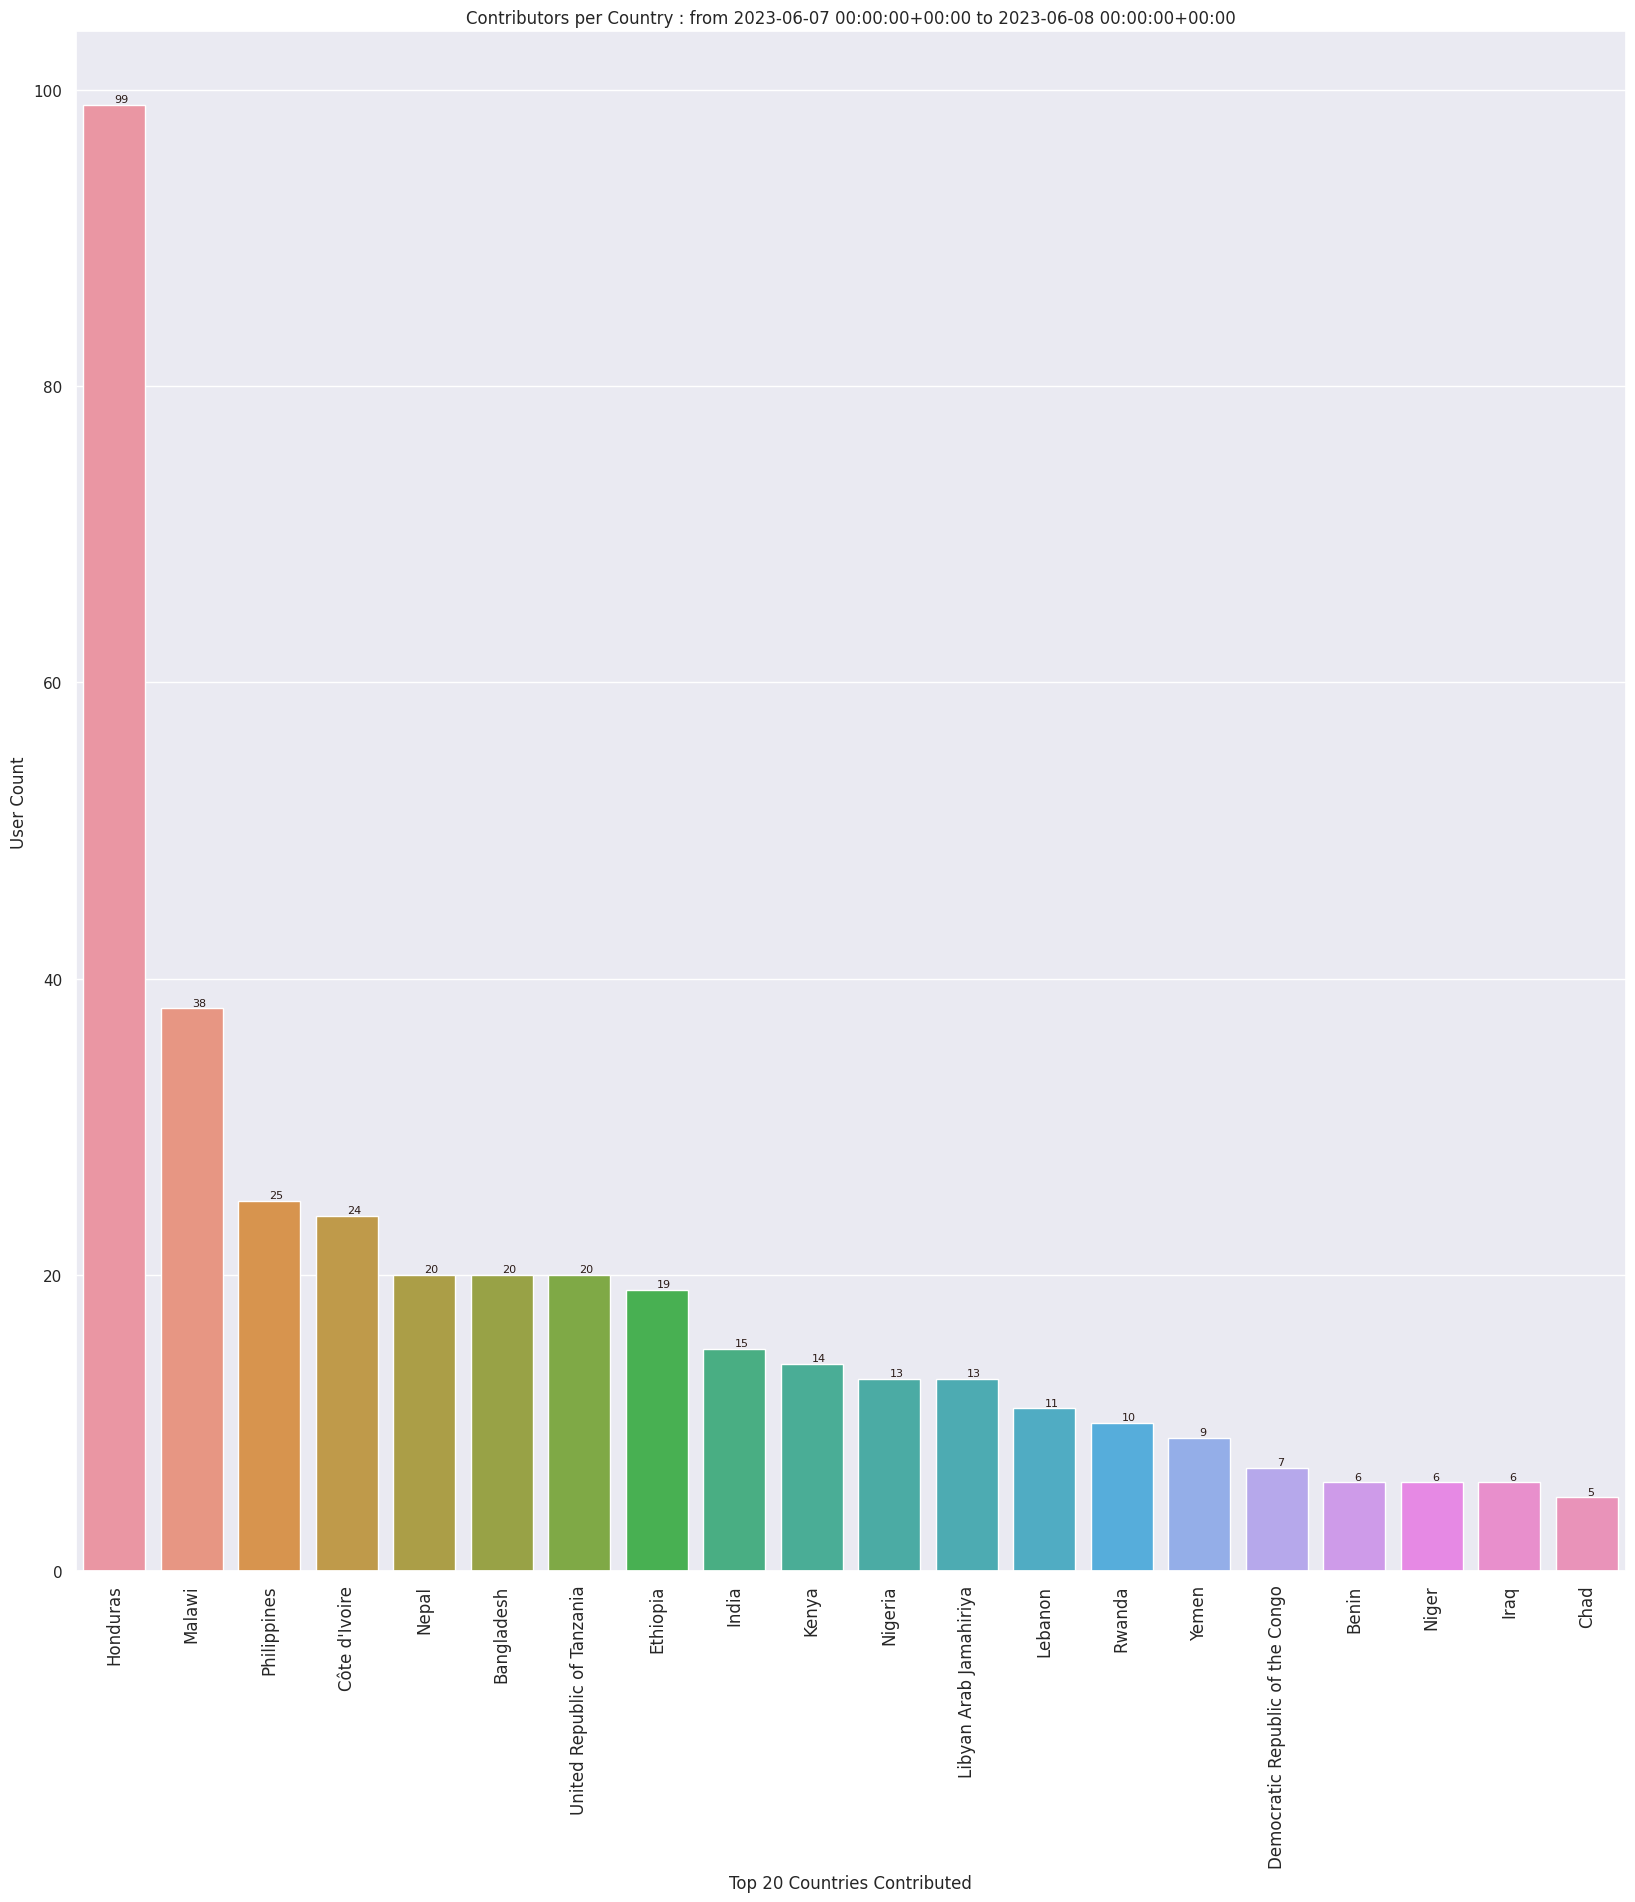 Contributors per Country : from 2023-06-07 00:00:00+00:00 to 2023-06-08 00:00:00+00:00
User Count
100
80
60
40
20
0
99
38
25
24
20
20
20
19
15
14
13
13
11
10
9
7
6
6
6
5
Honduras
Malawi
Philippines
Côte d'Ivoire
Nepal
Bangladesh
United Republic of Tanzania
Ethiopia
India
Kenya
Nigeria
Libyan Arab Jamahiriya
Lebanon
Rwanda
Yemen
Democratic Republic of the Congo
Benin
Niger
Iraq
Chad
Top 20 Countries Contributed